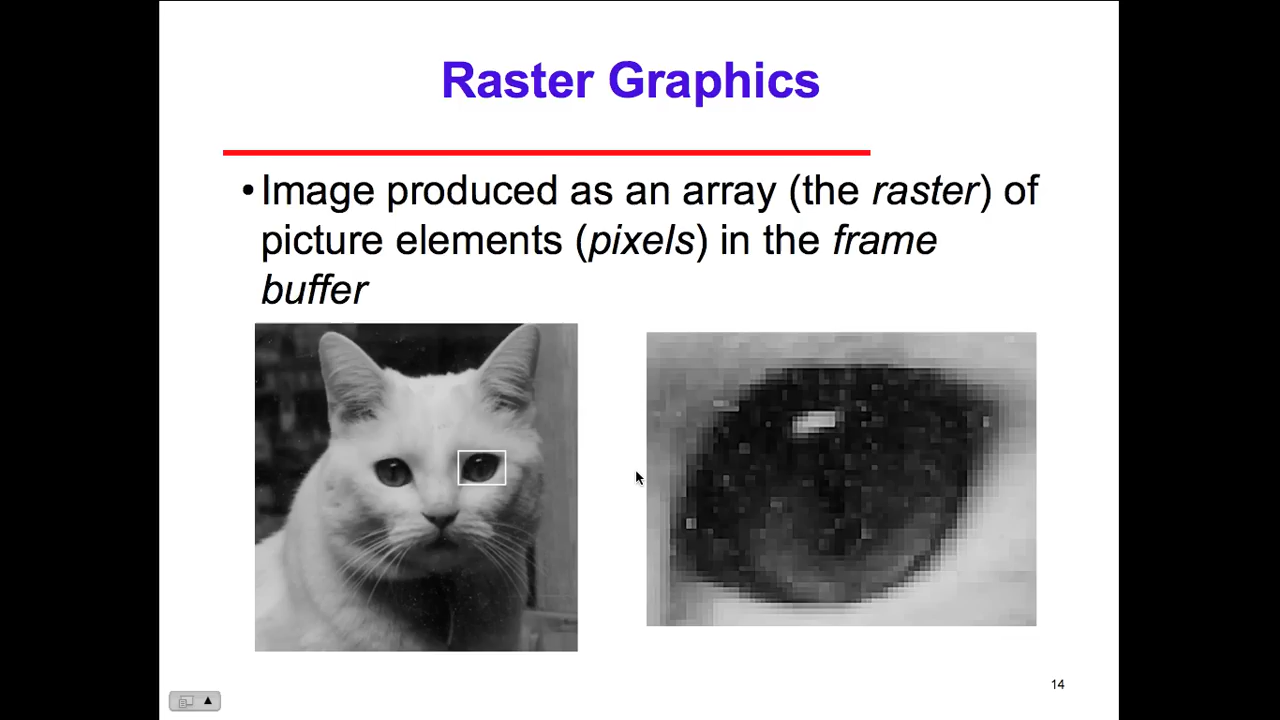 Raster Graphics
•Image produced as an array (the raster) of
picture elements (pixels) in the frame
buffer
14